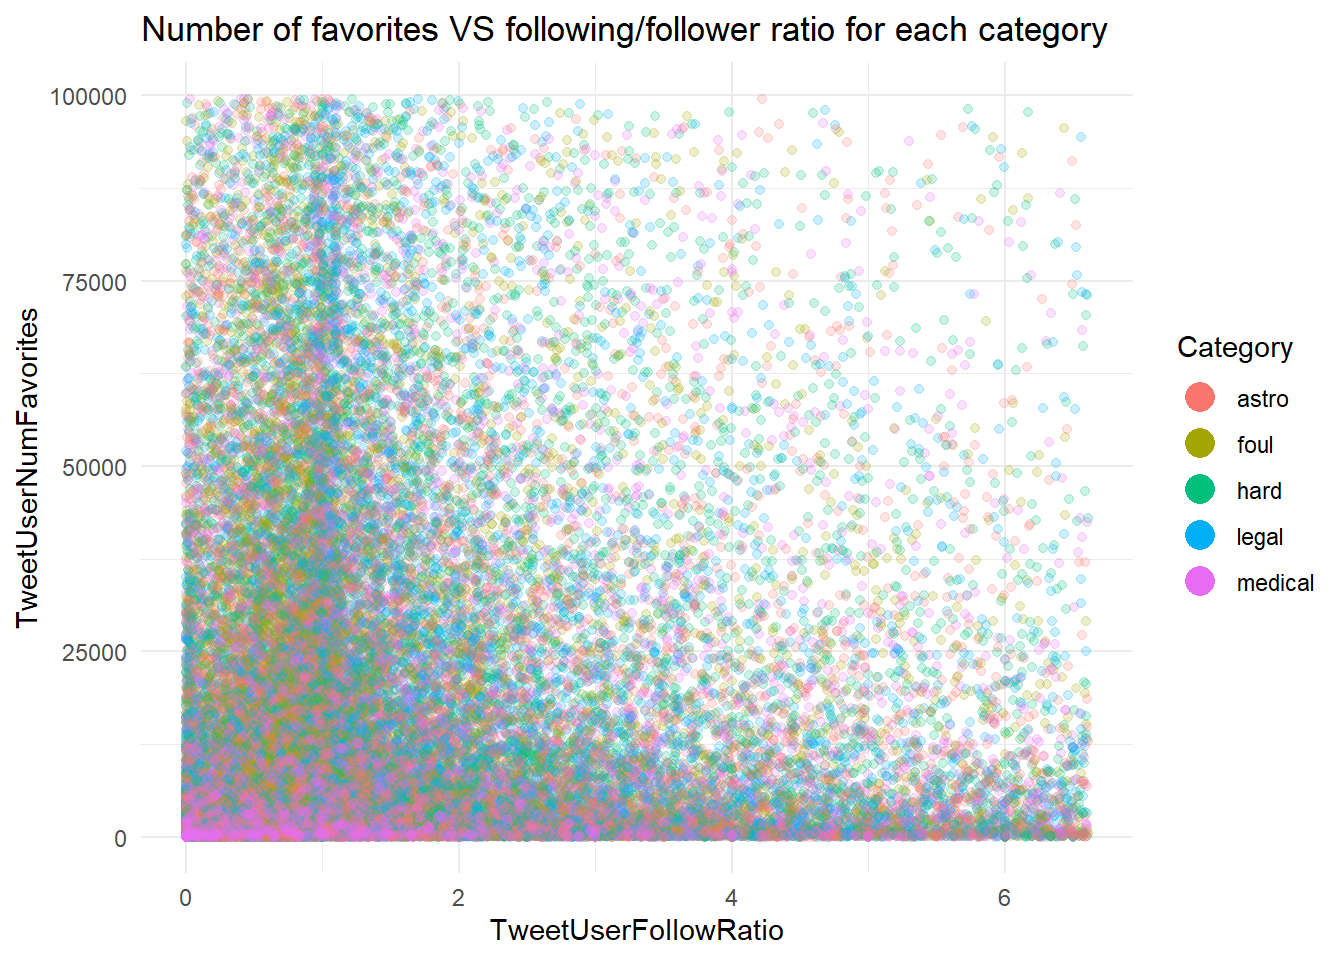 Number of favorites VS following/follower ratio for each category
100000
75000
50000
25000
0
TweetUserNumFavorites
0
2
4
6
TweetUserFollowRatio
Category
astro
foul
hard
legal
medical